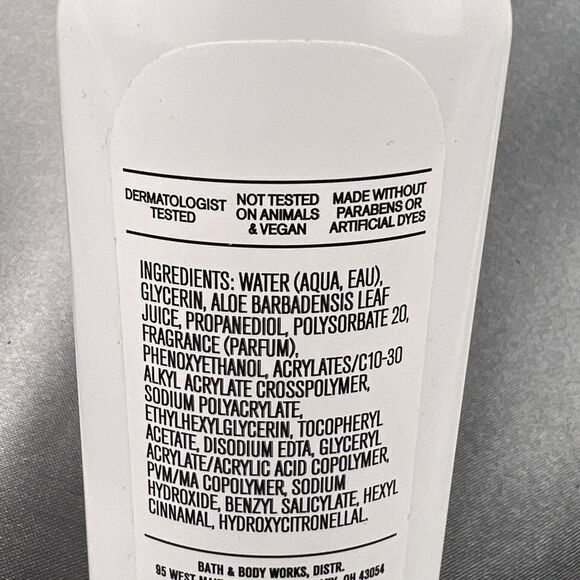 DERMATOLOGIST
TESTED
NOT TESTED
ON ANIMALS
& VEGAN
MADE WITHOUT
PARABENS OR
ARTIFICIAL DYES
INGREDIENTS: WATER (AQUA, EAU),
GLYCERIN, ALOE BARBADENSIS LEAF
JUICE, PROPANEDIOL, POLYSORBATE 20,
FRAGRANCE (PARFUM),
PHENOXYETHANOL, ACRYLATES/C10-30
ALKYL ACRYLATE CROSSPOLYMER,
SODIUM POLYACRYLATE,
ETHYLHEXYLGLYCERIN, TOCOPHERYL
ACETATE, DISODIUM EDTA, GLYCERYL
ACRYLATE/ACRYLIC ACID COPOLYMER,
PVM/MA COPOLYMER, SODIUM
HYDROXIDE, BENZYL SALICYLATE, HEXYL
CINNAMAL, HYDROXYCITRONELLAL.
BATH & BODY WORKS, DISTR.
95 WEST OH 43054